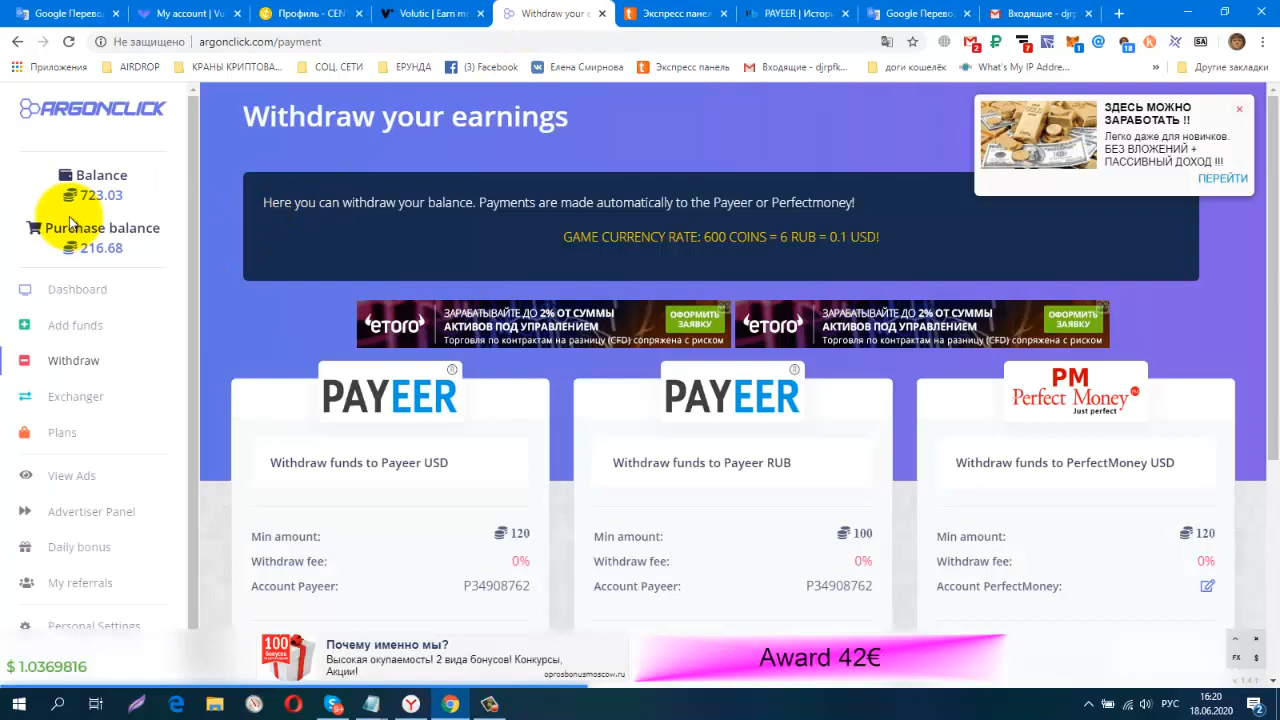 Google Перево
My account | Vu
Профиль - CEN
Volutic | Earn mo
Withdraw your e
Экспресс панель
PAYEER | Истори
Google Перево
Входящие - djrp
Не защищено | argonclick.com/payment
Приложения
AIRDROP
КРАНЫ КРИПТОВА...
СОЦ. СЕТИ
ЕРУНДА
(3) Facebook
Елена Смирнова
Экспресс панель
Входящие - djrpfk...
доги кошелёк
What's My IP Addre...
»
Другие закладки
ARGONCLICK
Balance
723.03
Purchase balance
216.68
Dashboard
Add funds
Withdraw
Exchanger
Plans
View Ads
Advertiser Panel
Daily bonus
My referrals
Personal Settings
$ 1.0369816
Withdraw your earnings
ЗДЕСЬ МОЖНО
ЗАРАБОТАТЬ !!
Легко даже для новичков.
БЕЗ ВЛОЖЕНИЙ +
ПАССИВНЫЙ ДОХОД !!!
ПЕРЕЙТИ
Here you can withdraw your balance. Payments are made automatically to the Payeer or Perfectmoney!
GAME CURRENCY RATE: 600 COINS = 6 RUB = 0.1 USD!
eToro
ЗАРАБАТЫВАЙТЕ ДО 2% ОТ СУММЫ
АКТИВОВ ПОД УПРАВЛЕНИЕМ
Торговля по контрактам на разницу (CFD) сопряжена с риском
ОФОРМИТЬ
ЗАЯВКУ
eToro
ЗАРАБАТЫВАЙТЕ ДО 2% ОТ СУММЫ
АКТИВОВ ПОД УПРАВЛЕНИЕМ
Торговля по контрактам на разницу (CFD) сопряжена с риском
ОФОРМИТЬ
ЗАЯВКУ
PAYEER ®
Withdraw funds to Payeer USD
Min amount: 120
Withdraw fee: 0%
Account Payeer: P34908762
PAYEER ®
Withdraw funds to Payeer RUB
Min amount: 100
Withdraw fee: 0%
Account Payeer: P34908762
PM
Perfect Money
Just perfect
Withdraw funds to PerfectMoney USD
Min amount: 120
Withdraw fee: 0%
Account PerfectMoney:
100
бонусов
Почему именно мы?
Высокая окупаемость! 2 вида бонусов! Конкурсы,
Акции!
oprosbonusmoscow.ru
Award 42€
FX $
РУС
16:20
18.06.2020